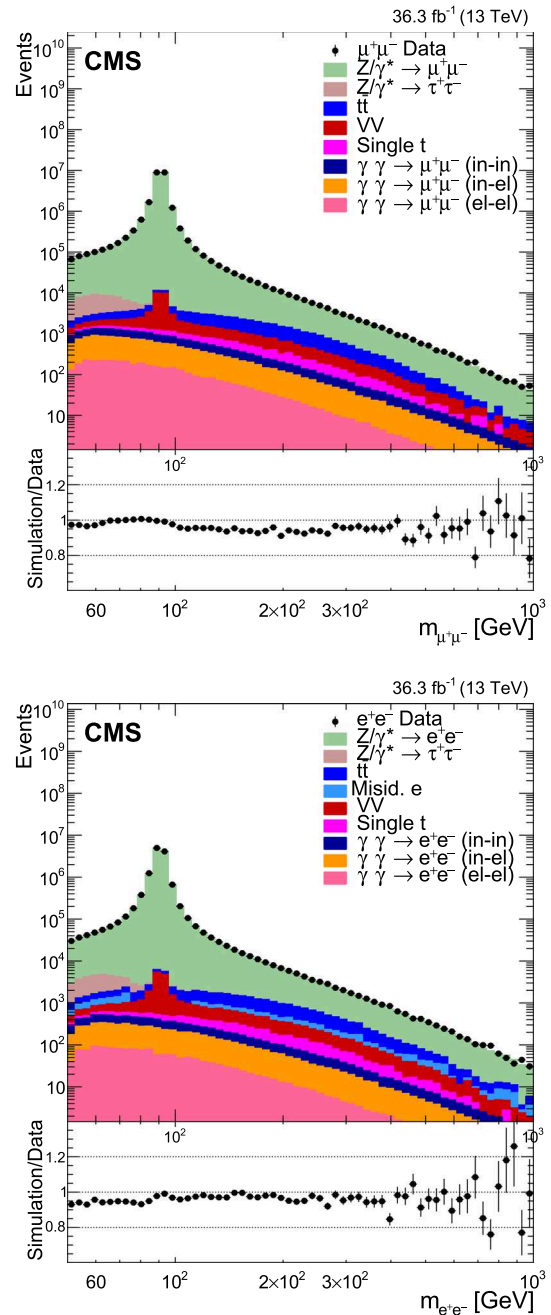 36.3 fb⁻¹ (13 TeV)
Events
CMS
10¹⁰
10⁹
10⁸
10⁷
10⁶
10⁵
10⁴
10³
10²
10
μ⁺μ⁻ Data
Z/γ* → μ⁺μ⁻
Z/γ* → τ⁺τ⁻
tt̄
VV
Single t
γ γ → μ⁺μ⁻ (in-in)
γ γ → μ⁺μ⁻ (in-el)
γ γ → μ⁺μ⁻ (el-el)
10² 10³
Simulation/Data
1.2
1
0.8
60 10² 2×10² 3×10² 10³
m_μ⁺μ⁻ [GeV]
36.3 fb⁻¹ (13 TeV)
Events
CMS
10¹⁰
10⁹
10⁸
10⁷
10⁶
10⁵
10⁴
10³
10²
10
e⁺e⁻ Data
Z/γ* → e⁺e⁻
Z/γ* → τ⁺τ⁻
tt̄
Misid. e
VV
Single t
γ γ → e⁺e⁻ (in-in)
γ γ → e⁺e⁻ (in-el)
γ γ → e⁺e⁻ (el-el)
10² 10³
Simulation/Data
1.2
1
0.8
60 10² 2×10² 3×10² 10³
m_e⁺e⁻ [GeV]